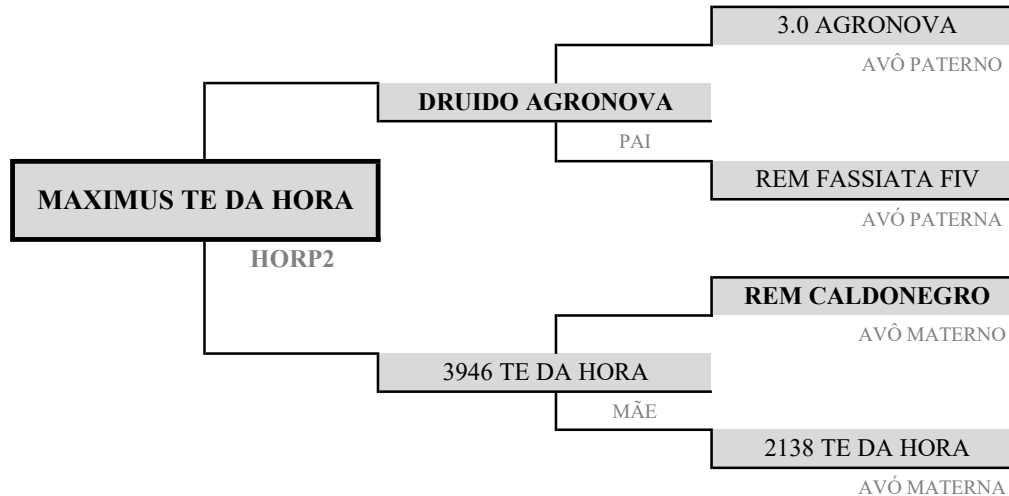 3.0 AGRONOVA
AVÔ PATERNO
DRUIDO AGRONOVA
PAI
REM FASSIATA FIV
AVÓ PATERNA
MAXIMUS TE DA HORA
HORP2
REM CALDONEGRO
AVÔ MATERNO
3946 TE DA HORA
MÃE
2138 TE DA HORA
AVÓ MATERNA